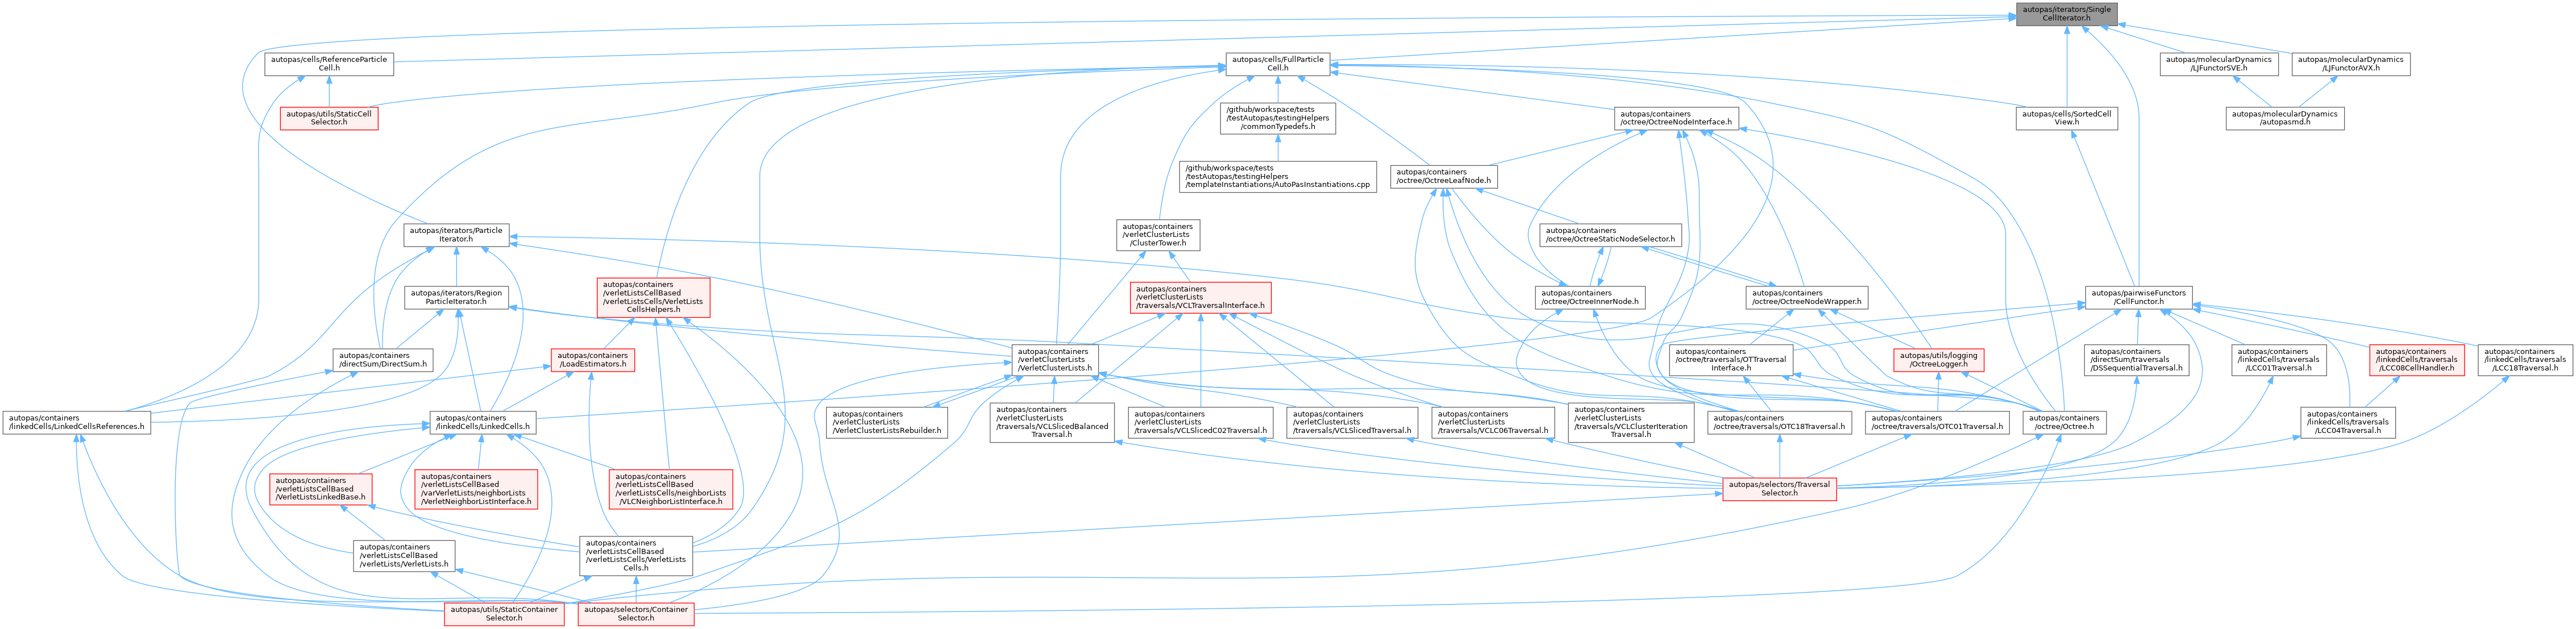 autopas/iterators/Single
CellIterator.h
autopas/cells/ReferenceParticle
Cell.h
autopas/cells/FullParticle
Cell.h
autopas/molecularDynamics
/LJFunctorSVE.h
autopas/molecularDynamics
/LJFunctorAVX.h
autopas/utils/StaticCell
Selector.h
/github/workspace/tests
/testAutopas/testingHelpers
/commonTypedefs.h
autopas/containers
/octree/OctreeNodeInterface.h
autopas/cells/SortedCell
View.h
autopas/molecularDynamics
/autopasmd.h
/github/workspace/tests
/testAutopas/testingHelpers
/templateInstantiations/AutoPasInstantiations.cpp
autopas/containers
/octree/OctreeLeafNode.h
autopas/iterators/Particle
Iterator.h
autopas/containers
/verletClusterLists
/ClusterTower.h
autopas/containers
/octree/OctreeStaticNodeSelector.h
autopas/iterators/Region
ParticleIterator.h
autopas/containers
/verletListsCellBased
/verletListsCells/VerletLists
CellsHelpers.h
autopas/containers
/verletClusterLists
/traversals/VCLTraversalInterface.h
autopas/containers
/octree/OctreeInnerNode.h
autopas/containers
/octree/OctreeNodeWrapper.h
autopas/pairwiseFunctors
/CellFunctor.h
autopas/containers
/directSum/DirectSum.h
autopas/containers
/LoadEstimators.h
autopas/containers
/verletClusterLists
/VerletClusterLists.h
autopas/containers
/octree/traversals/OTTraversal
Interface.h
autopas/utils/logging
/OctreeLogger.h
autopas/containers
/directSum/traversals
/DSSequentialTraversal.h
autopas/containers
/linkedCells/traversals
/LCC01Traversal.h
autopas/containers
/linkedCells/traversals
/LCC08CellHandler.h
autopas/containers
/linkedCells/traversals
/LCC18Traversal.h
autopas/containers
/linkedCells/LinkedCellsReferences.h
autopas/containers
/linkedCells/LinkedCells.h
autopas/containers
/verletClusterLists
/VerletClusterListsRebuilder.h
autopas/containers
/verletClusterLists
/traversals/VCLSlicedBalanced
Traversal.h
autopas/containers
/verletClusterLists
/traversals/VCLSlicedC02Traversal.h
autopas/containers
/verletClusterLists
/traversals/VCLSlicedTraversal.h
autopas/containers
/verletClusterLists
/traversals/VCLC06Traversal.h
autopas/containers
/verletClusterLists
/traversals/VCLClusterIteration
Traversal.h
autopas/containers
/octree/traversals/OTC18Traversal.h
autopas/containers
/octree/traversals/OTC01Traversal.h
autopas/containers
/octree/Octree.h
autopas/containers
/linkedCells/traversals
/LCC04Traversal.h
autopas/containers
/verletListsCellBased
/VerletListsLinkedBase.h
autopas/containers
/verletListsCellBased
/varVerletLists/neighborLists
/VerletNeighborListInterface.h
autopas/containers
/verletListsCellBased
/verletListsCells/neighborLists
/VLCNeighborListInterface.h
autopas/selectors/Traversal
Selector.h
autopas/containers
/verletListsCellBased
/verletLists/VerletLists.h
autopas/containers
/verletListsCellBased
/verletListsCells/VerletLists
Cells.h
autopas/utils/StaticContainer
Selector.h
autopas/selectors/Container
Selector.h